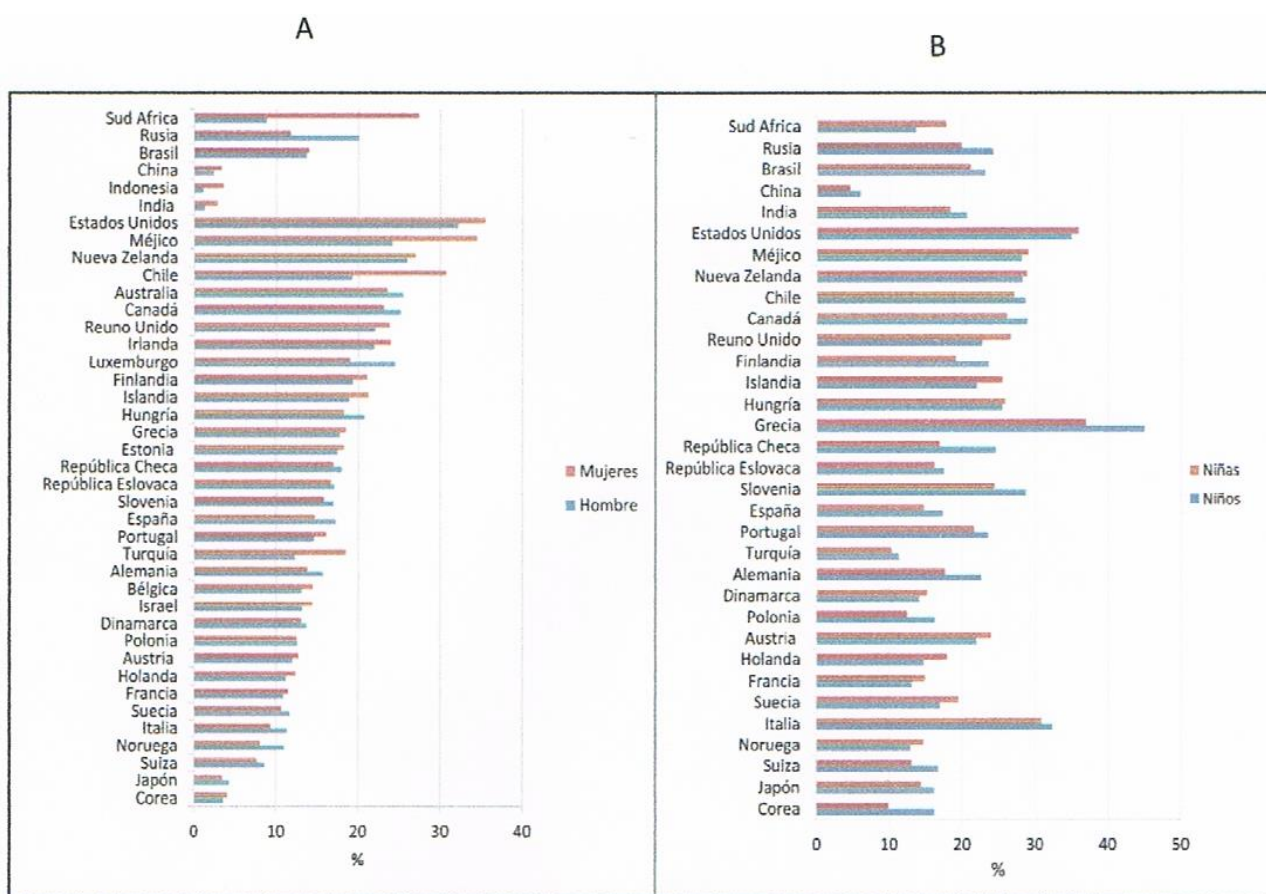 A
Sud Africa
Rusia
Brasil
China
Indonesia
India
Estados Unidos
Méjico
Nueva Zelanda
Chile
Australia
Canadá
Reuno Unido
Irlanda
Luxemburgo
Finlandia
Islandia
Hungría
Grecia
Estonia
República Checa
República Eslovaca
Slovenia
España
Portugal
Turquía
Alemania
Bélgica
Israel
Dinamarca
Polonia
Austria
Holanda
Francia
Suecia
Italia
Noruega
Suiza
Japón
Corea
0 10 20 30 40
%
Mujeres
Hombre
B
Sud Africa
Rusia
Brasil
China
India
Estados Unidos
Méjico
Nueva Zelanda
Chile
Canadá
Reuno Unido
Finlandia
Islandia
Hungría
Grecia
República Checa
República Eslovaca
Slovenia
España
Portugal
Turquía
Alemania
Dinamarca
Polonia
Austria
Holanda
Francia
Suecia
Italia
Noruega
Suiza
Japón
Corea
0 10 20 30 40 50
%
Niñas
Niños